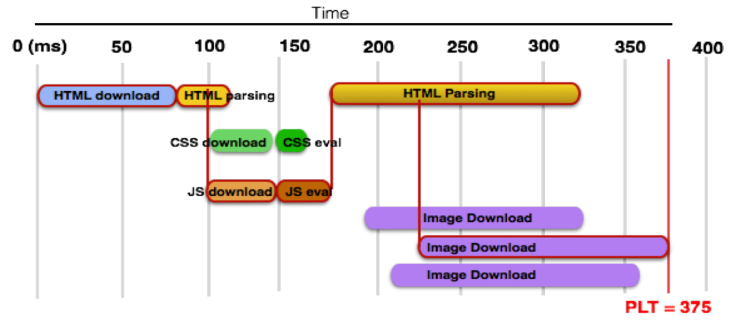 Time
0 (ms) 50 100 150 200 250 300 350 400
HTML download HTML parsing HTML Parsing
CSS download CSS eval
JS download JS eval
Image Download
Image Download
Image Download
PLT = 375